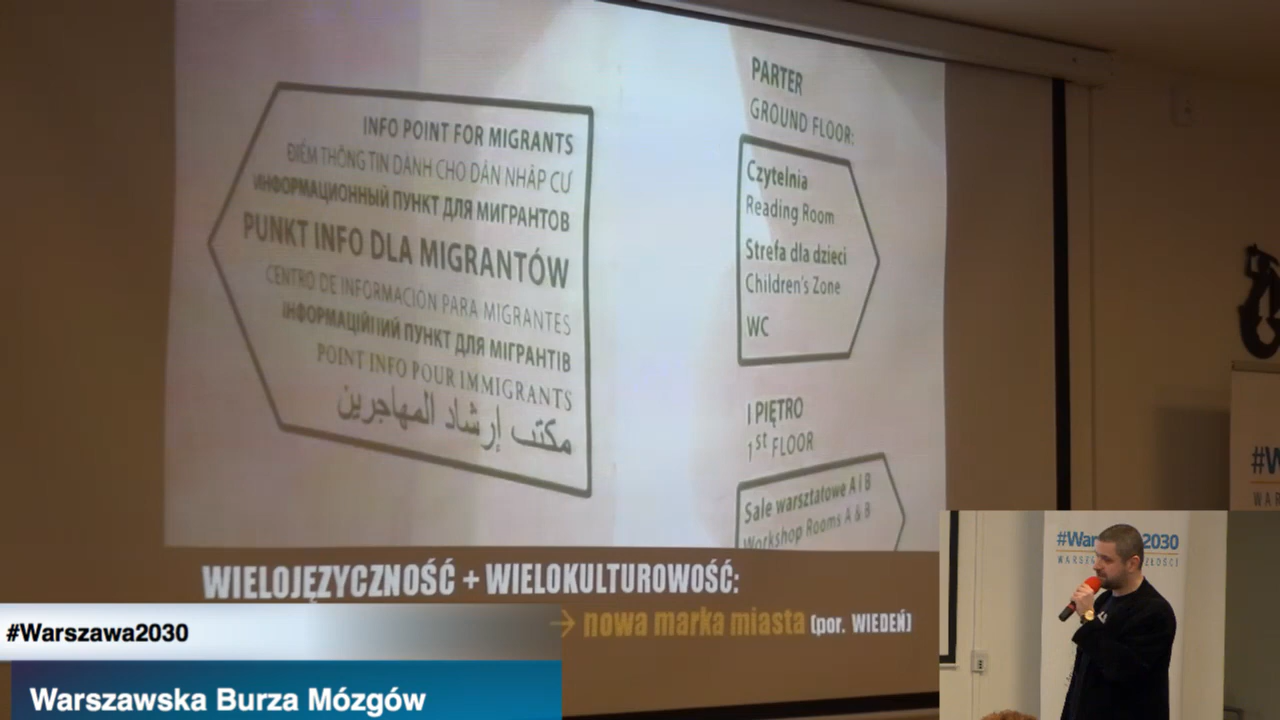 INFO POINT FOR MIGRANTS
ĐIỂM THÔNG TIN DÀNH CHO DÂN NHẬP CƯ
ИНФОРМАЦИОННЫЙ ПУНКТ ДЛЯ МИГРАНТОВ
PUNKT INFO DLA MIGRANTÓW
CENTRO DE INFORMACIÓN PARA MIGRANTES
ІНФОРМАЦІЙНИЙ ПУНКТ ДЛЯ МІГРАНТІВ
POINT INFO POUR IMMIGRANTS
مكتب إرشاد المهاجرين
PARTER
GROUND FLOOR:
Czytelnia
Reading Room
Strefa dla dzieci
Children's Zone
WC
I PIĘTRO
1st FLOOR
Sale warsztatowe A I B
Workshop Rooms A & B
WIELOJĘZYCZNOŚĆ + WIELOKULTUROWOŚĆ:
→ nowa marka miasta (por. WIEDEŃ)
#Warszawa2030
Warszawska Burza Mózgów
#W
#War 2030